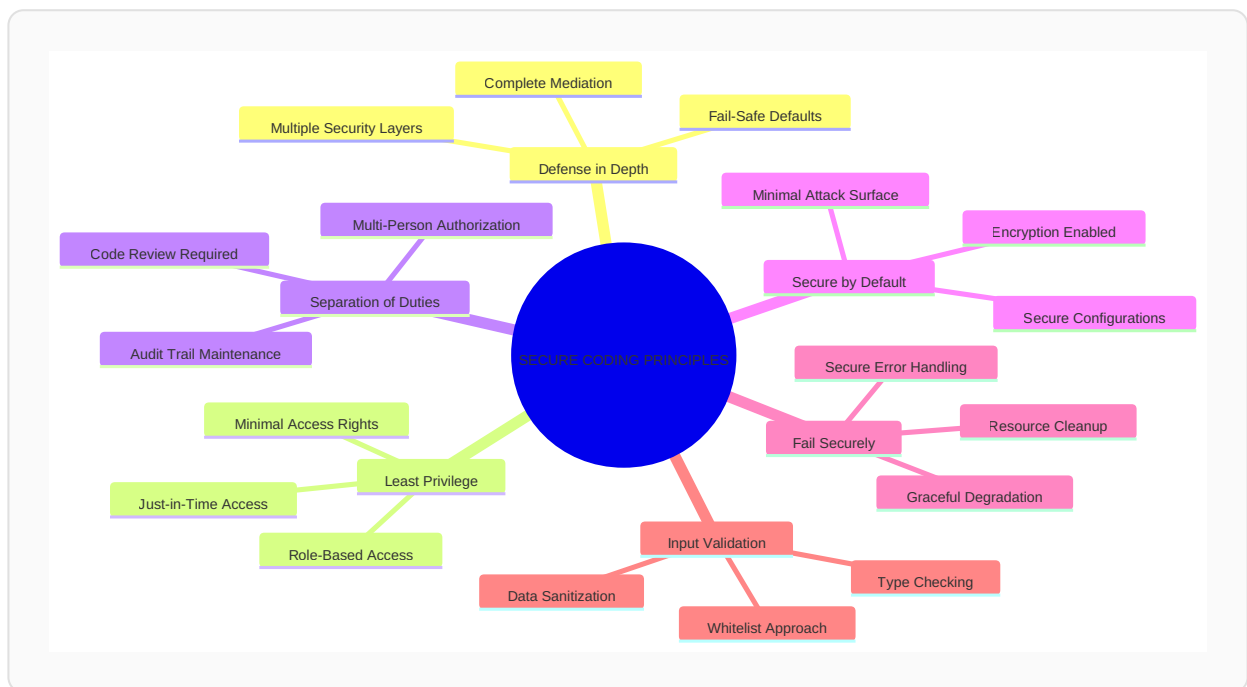 Complete Mediation
Multiple Security Layers
Fail-Safe Defaults
Defense in Depth
Minimal Attack Surface
Encryption Enabled
Secure by Default
Secure Configurations
Multi-Person Authorization
Code Review Required
Separation of Duties
Audit Trail Maintenance
SECURE CODING PRINCIPLES
Secure Error Handling
Resource Cleanup
Fail Securely
Graceful Degradation
Minimal Access Rights
Least Privilege
Just-in-Time Access
Role-Based Access
Input Validation
Data Sanitization
Type Checking
Whitelist Approach